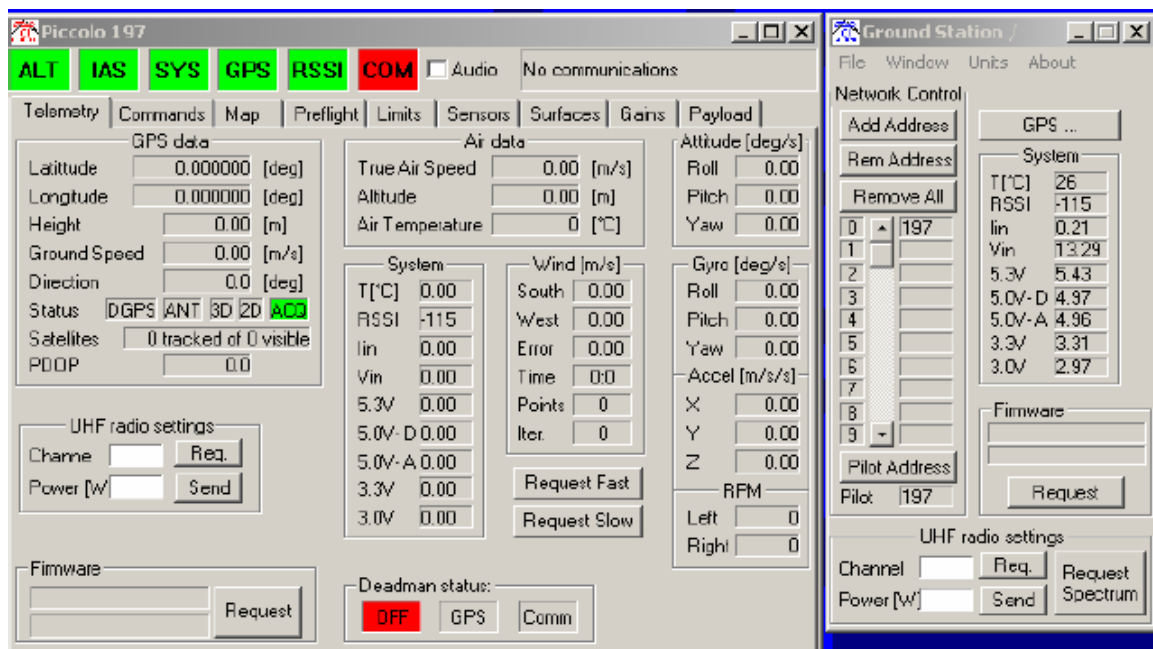 Piccolo 197
ALT IAS SYS GPS RSSI COM Audio No communications
Telemetry Commands Map Preflight Limits Sensors Surfaces Gains Payload
GPS data
Latitude 0.000000 [deg]
Longitude 0.000000 [deg]
Height 0.00 [m]
Ground Speed 0.00 [m/s]
Direction 0.0 [deg]
Status DGPS ANT 3D 2D ACQ
Satellites 0 tracked of 0 visible
PDOP 0.0
UHF radio settings
Channe Req.
Power [W Send
Firmware
Request
Air data
True Air Speed 0.00 [m/s]
Altitude 0.00 [m]
Air Temperature 0 [°C]
System
T[°C] 0.00
RSSI -115
Iin 0.00
Vin 0.00
5.3V 0.00
5.0V-D 0.00
5.0V-A 0.00
3.3V 0.00
3.0V 0.00
Wind [m/s]
South 0.00
West 0.00
Error 0.00
Time 0:0
Points 0
Iter. 0
Request Fast
Request Slow
Deadman status:
OFF GPS Comm
Attitude [deg/s]
Roll 0.00
Pitch 0.00
Yaw 0.00
Gyro [deg/s]
Roll 0.00
Pitch 0.00
Yaw 0.00
Accel [m/s/s]
X 0.00
Y 0.00
Z 0.00
RPM
Left 0
Right 0
Ground Station /
File Window Units About
Network Control
Add Address
Rem Address
Remove All
0 197
1
2
3
4
5
6
7
8
9
Pilot Address
Pilot 197
GPS ...
System
T[°C] 26
RSSI -115
Iin 0.21
Vin 13.29
5.3V 5.43
5.0V-D 4.97
5.0V-A 4.96
3.3V 3.31
3.0V 2.97
Firmware
Request
UHF radio settings
Channel Req.
Power [W] Send
Request
Spectrum